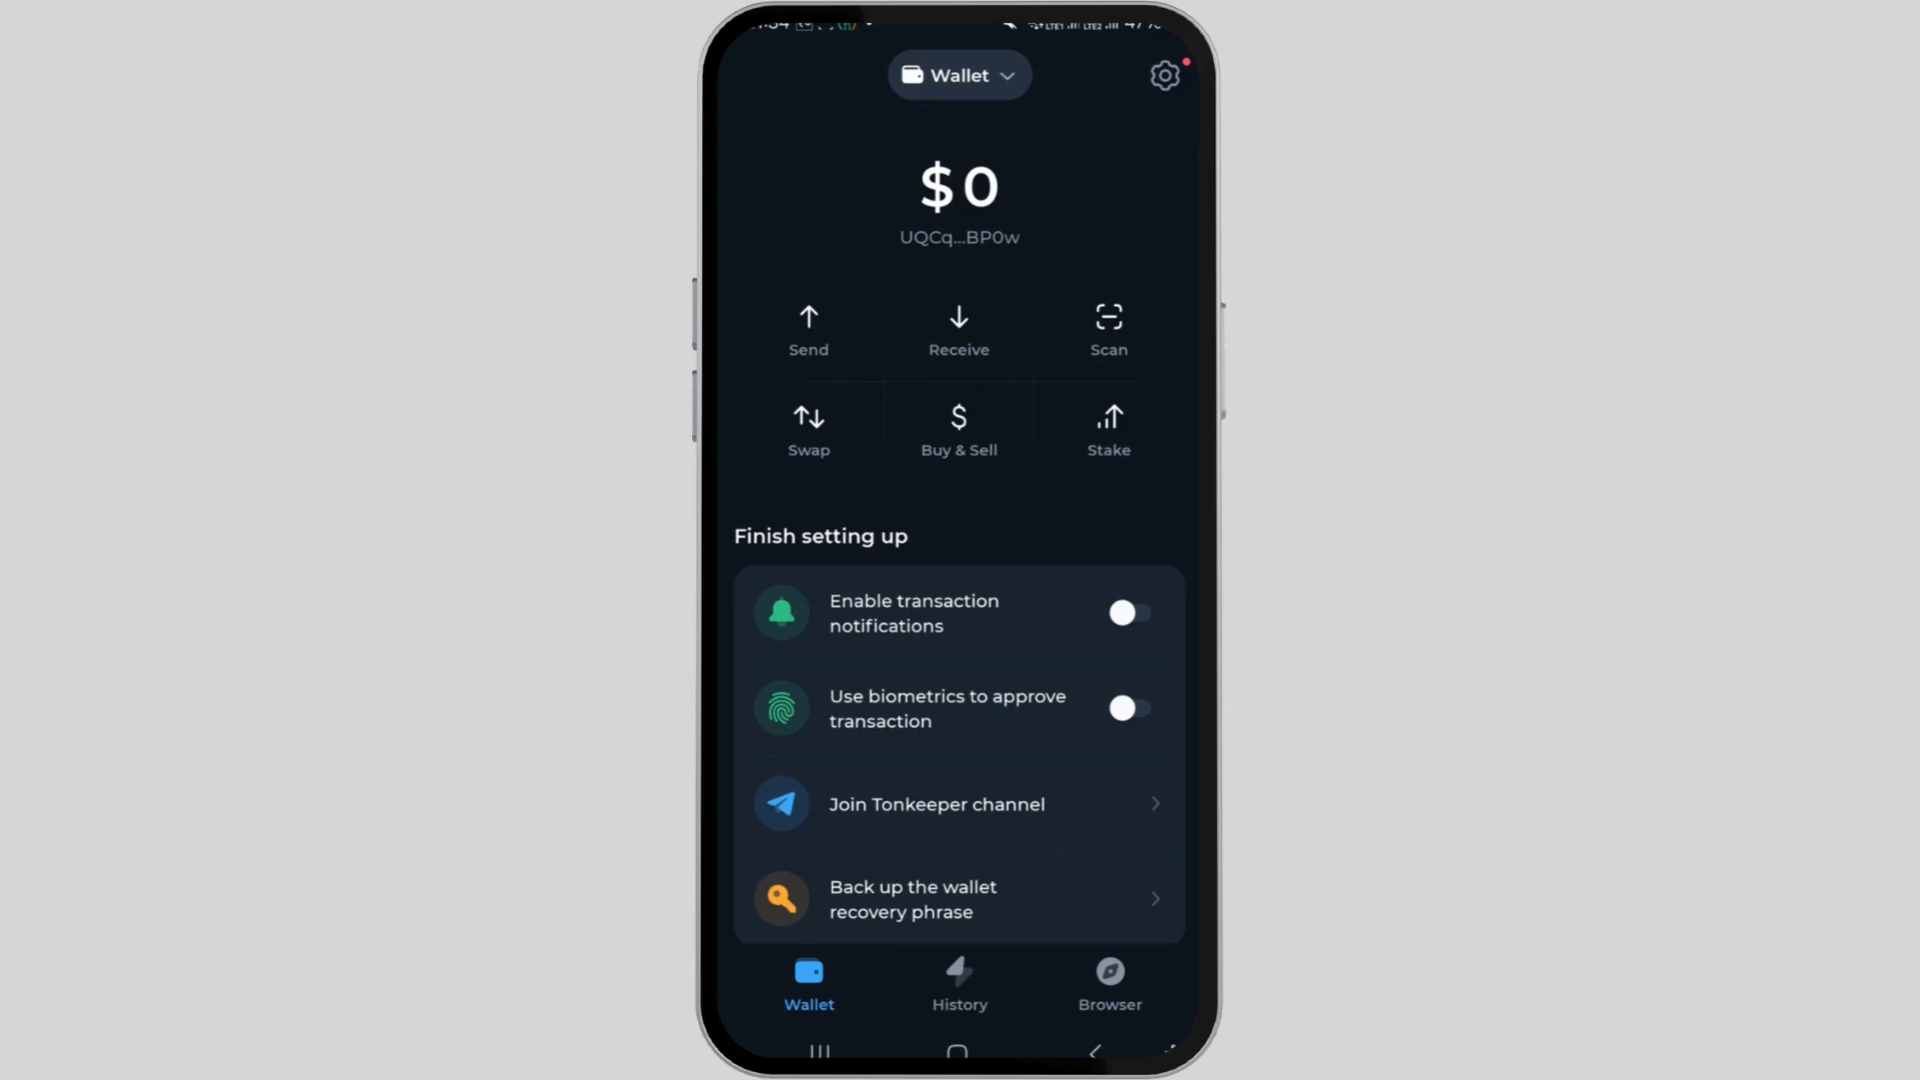 Wallet
$0
UQCq...BP0w
Send
Receive
Scan
Swap
Buy & Sell
Stake
Finish setting up
Enable transaction
notifications
Use biometrics to approve
transaction
Join Tonkeeper channel
Back up the wallet
recovery phrase
Wallet
History
Browser